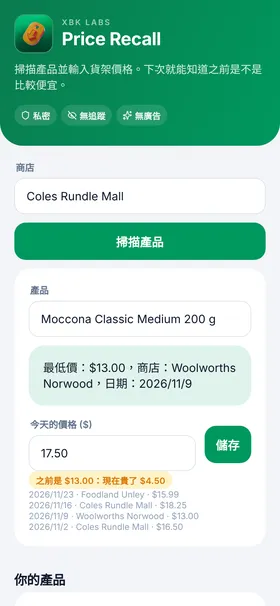 XBK LABS
Price Recall
掃描產品並輸入貨架價格。下次就能知道之前是不是
比較便宜。
私密
無追蹤
無廣告
商店
Coles Rundle Mall
掃描產品
產品
Moccona Classic Medium 200 g
最低價：$13.00，商店：Woolworths
Norwood，日期：2026/11/9
今天的價格 ($)
17.50
儲存
之前是 $13.00：現在貴了 $4.50
2026/11/23 · Foodland Unley · $15.99
2026/11/16 · Coles Rundle Mall · $18.25
2026/11/9 · Woolworths Norwood · $13.00
2026/11/2 · Coles Rundle Mall · $16.50
你的產品